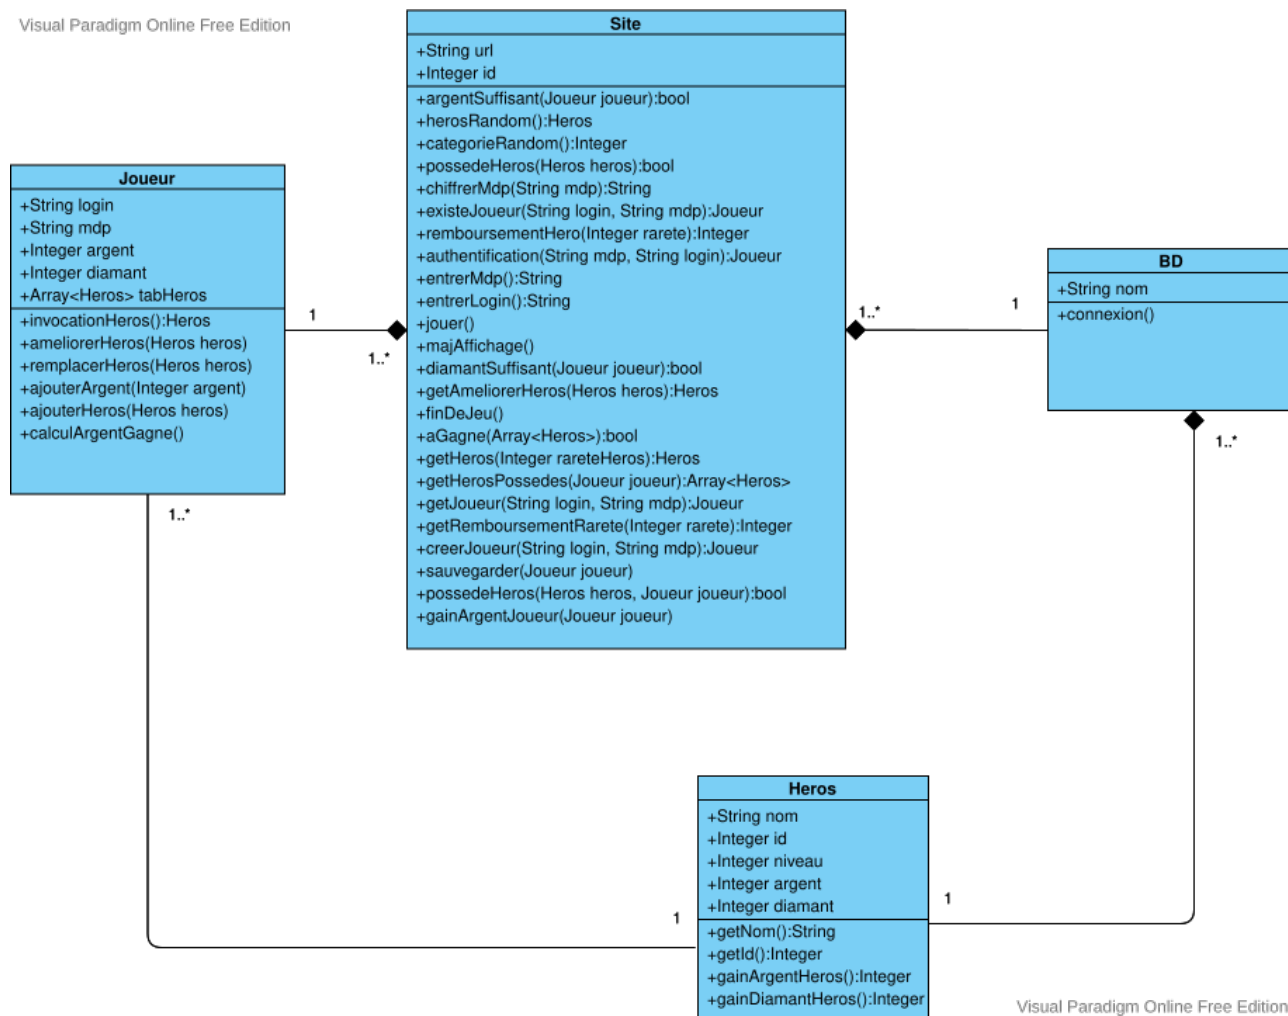 Visual Paradigm Online Free Edition
Site
+String url
+Integer id
+argentSuffisant(Joueur joueur):bool
+herosRandom():Heros
+categorieRandom():Integer
+possedeHeros(Heros heros):bool
+chiffrerMdp(String mdp):String
+existeJoueur(String login, String mdp):Joueur
+remboursementHero(Integer rarete):Integer
+authentification(String mdp, String login):Joueur
+entrerMdp():String
+entrerLogin():String
+jouer()
+majAffichage()
+diamantSuffisant(Joueur joueur):bool
+getAmeliorerHeros(Heros heros):Heros
+finDeJeu()
+aGagne(Array<Heros>):bool
+getHeros(Integer rareteHeros):Heros
+getHerosPossedes(Joueur joueur):Array<Heros>
+getJoueur(String login, String mdp):Joueur
+getRemboursementRarete(Integer rarete):Integer
+creerJoueur(String login, String mdp):Joueur
+sauvegarder(Joueur joueur)
+possedeHeros(Heros heros, Joueur joueur):bool
+gainArgentJoueur(Joueur joueur)
Joueur
+String login
+String mdp
+Integer argent
+Integer diamant
+Array<Heros> tabHeros
+invocationHeros():Heros
+ameliorerHeros(Heros heros)
+remplacerHeros(Heros heros)
+ajouterArgent(Integer argent)
+ajouterHeros(Heros heros)
+calculArgentGagne()
1
1..*
1..*
1..*
1
BD
+String nom
+connexion()
1..*
Heros
+String nom
+Integer id
+Integer niveau
+Integer argent
+Integer diamant
+getNom():String
+getId():Integer
+gainArgentHeros():Integer
+gainDiamantHeros():Integer
1
1
Visual Paradigm Online Free Edition